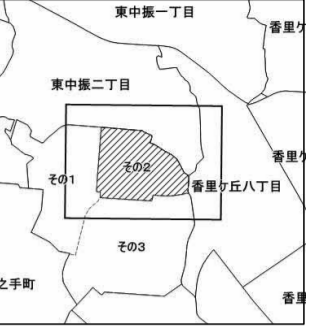 東中振一丁目
香里ケ
東中振二丁目
香里ケ
その1
その2
香里ケ丘八丁目
その3
之手町
香里